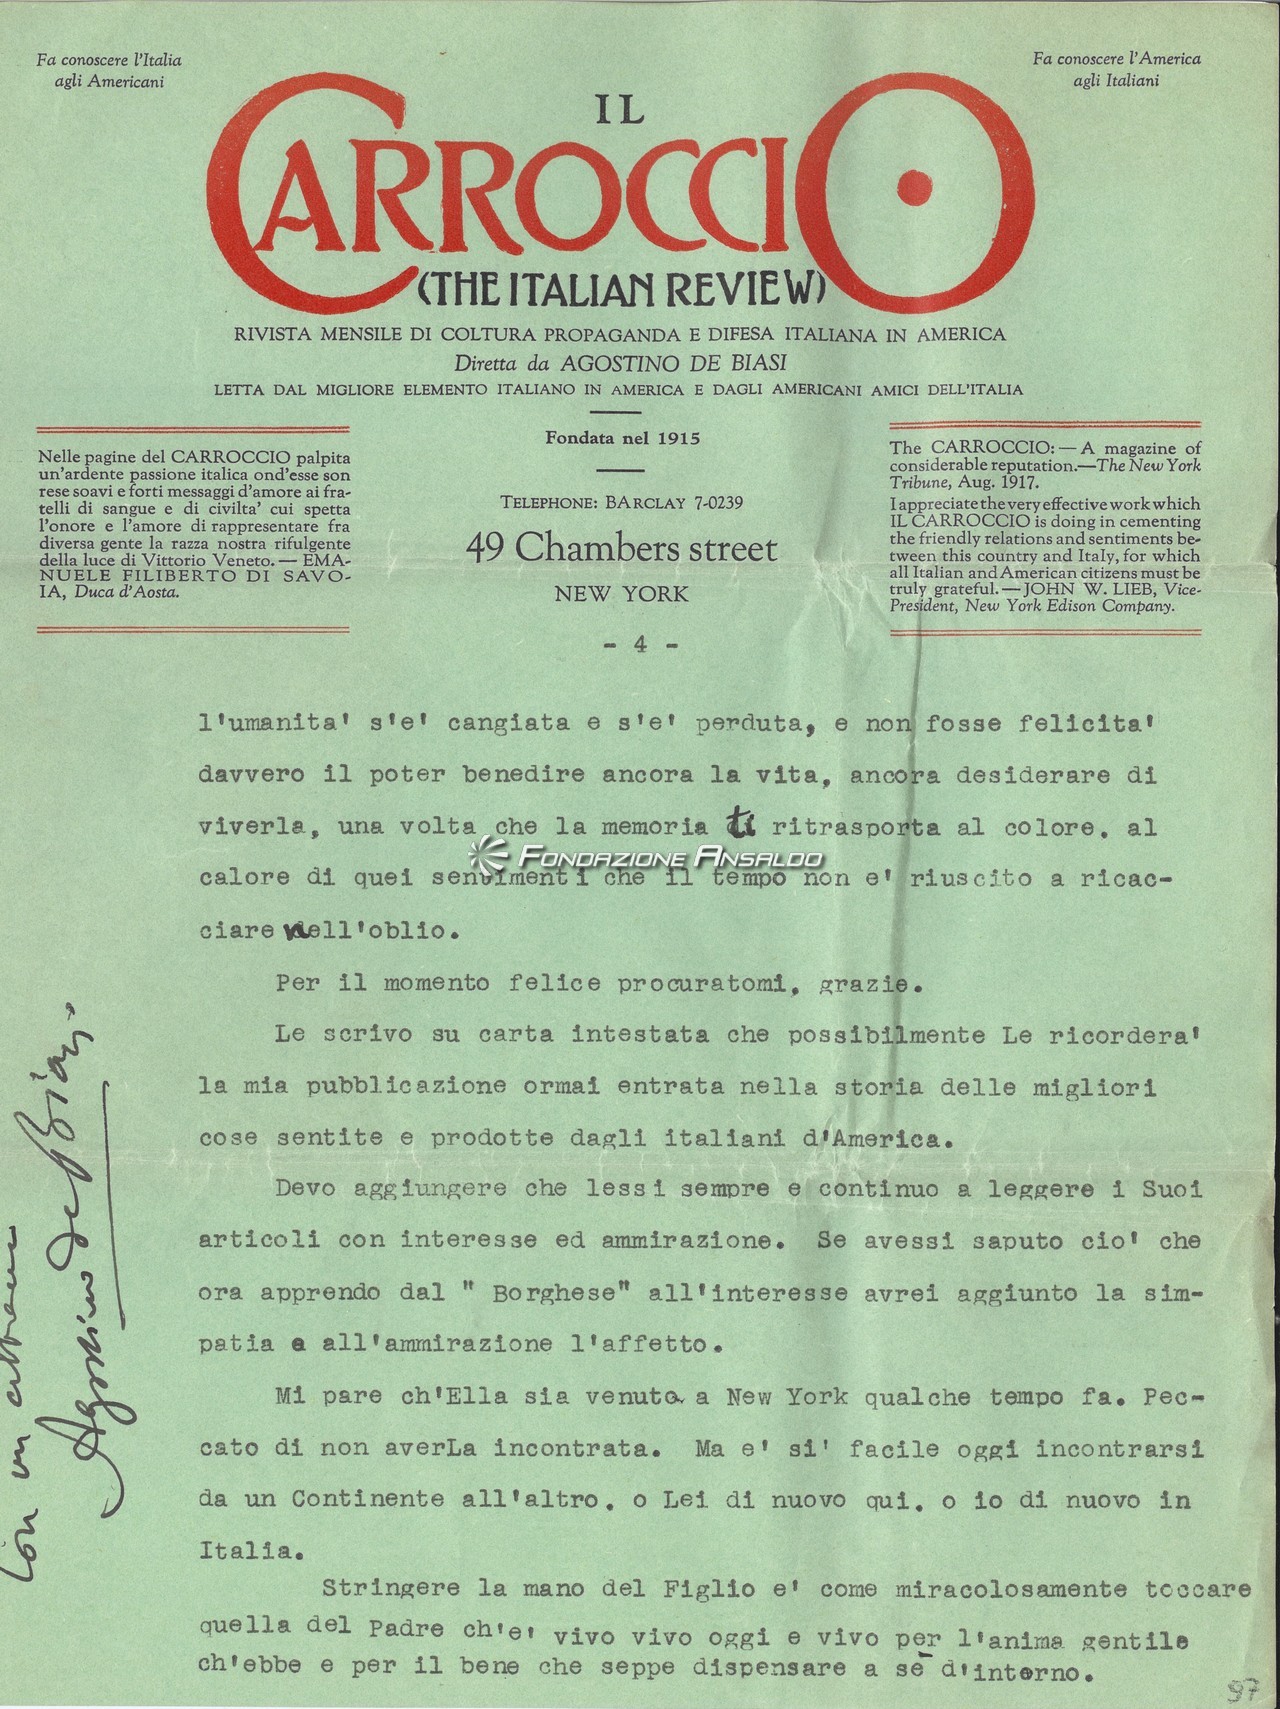 Fa conoscere l'Italia
agli Americani
Fa conoscere l'America
agli Italiani
IL
CARROCCIO
(THE ITALIAN REVIEW)
RIVISTA MENSILE DI COLTURA PROPAGANDA E DIFESA ITALIANA IN AMERICA
Diretta da AGOSTINO DE BIASI
LETTA DAL MIGLIORE ELEMENTO ITALIANO IN AMERICA E DAGLI AMERICANI AMICI DELL'ITALIA
Nelle pagine del CARROCCIO palpita
un'ardente passione italica ond'esse son
rese soavi e forti messaggi d'amore ai fra-
telli di sangue e di civilta' cui spetta
l'onore e l'amore di rappresentare fra
diversa gente la razza nostra rifulgente
della luce di Vittorio Veneto. — EMA-
NUELE FILIBERTO DI SAVO-
IA, Duca d'Aosta.
Fondata nel 1915
TELEPHONE: BARCLAY 7-0239
49 Chambers street
NEW YORK
The CARROCCIO: — A magazine of
considerable reputation.—The New York
Tribune, Aug. 1917.
I appreciate the very effective work which
IL CARROCCIO is doing in cementing
the friendly relations and sentiments be-
tween this country and Italy, for which
all Italian and American citizens must be
truly grateful. — JOHN W. LIEB, Vice-
President, New York Edison Company.
- 4 -
l'umanita' s'e' cangiata e s'e' perduta, e non fosse felicita'
davvero il poter benedire ancora la vita, ancora desiderare di
viverla, una volta che la memoria ti ritrasporta al colore, al
FONDAZIONE ANSALDO
calore di quei sentimenti che il tempo non e' riuscito a ricac-
ciare nell'oblio.
Per il momento felice procuratomi, grazie.
Le scrivo su carta intestata che possibilmente Le ricordera'
la mia pubblicazione ormai entrata nella storia delle migliori
cose sentite e prodotte dagli italiani d'America.
Devo aggiungere che lessi sempre e continuo a leggere i Suoi
articoli con interesse ed ammirazione. Se avessi saputo cio' che
ora apprendo dal " Borghese" all'interesse avrei aggiunto la sim-
patia e all'ammirazione l'affetto.
Mi pare ch'Ella sia venuta a New York qualche tempo fa. Pec-
cato di non averLa incontrata. Ma e' si' facile oggi incontrarsi
da un Continente all'altro, o Lei di nuovo qui, o io di nuovo in
Italia.
Stringere la mano del Figlio e' come miracolosamente toccare
quella del Padre ch'e' vivo vivo oggi e vivo per l'anima gentile
ch'ebbe e per il bene che seppe dispensare a sè d'intorno.
Con un
Agostino de Biasi
97